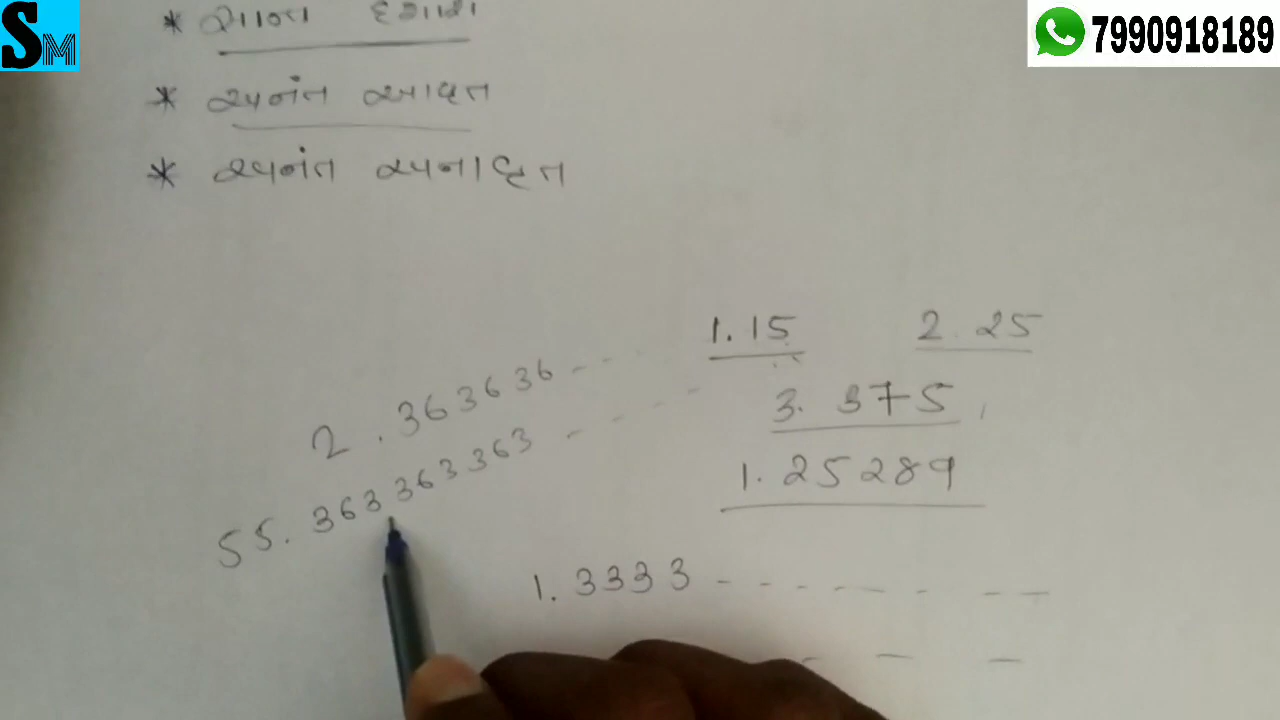 SM
7990918189
* સાન્ત દશાંશ
* અનંત આવૃત
* અનંત અનાવૃત
1.15 2.25
2.363636 - - -
3.375
55.363363363 - - - -
1.25289
1.3333 - - - - - - - -
- - -